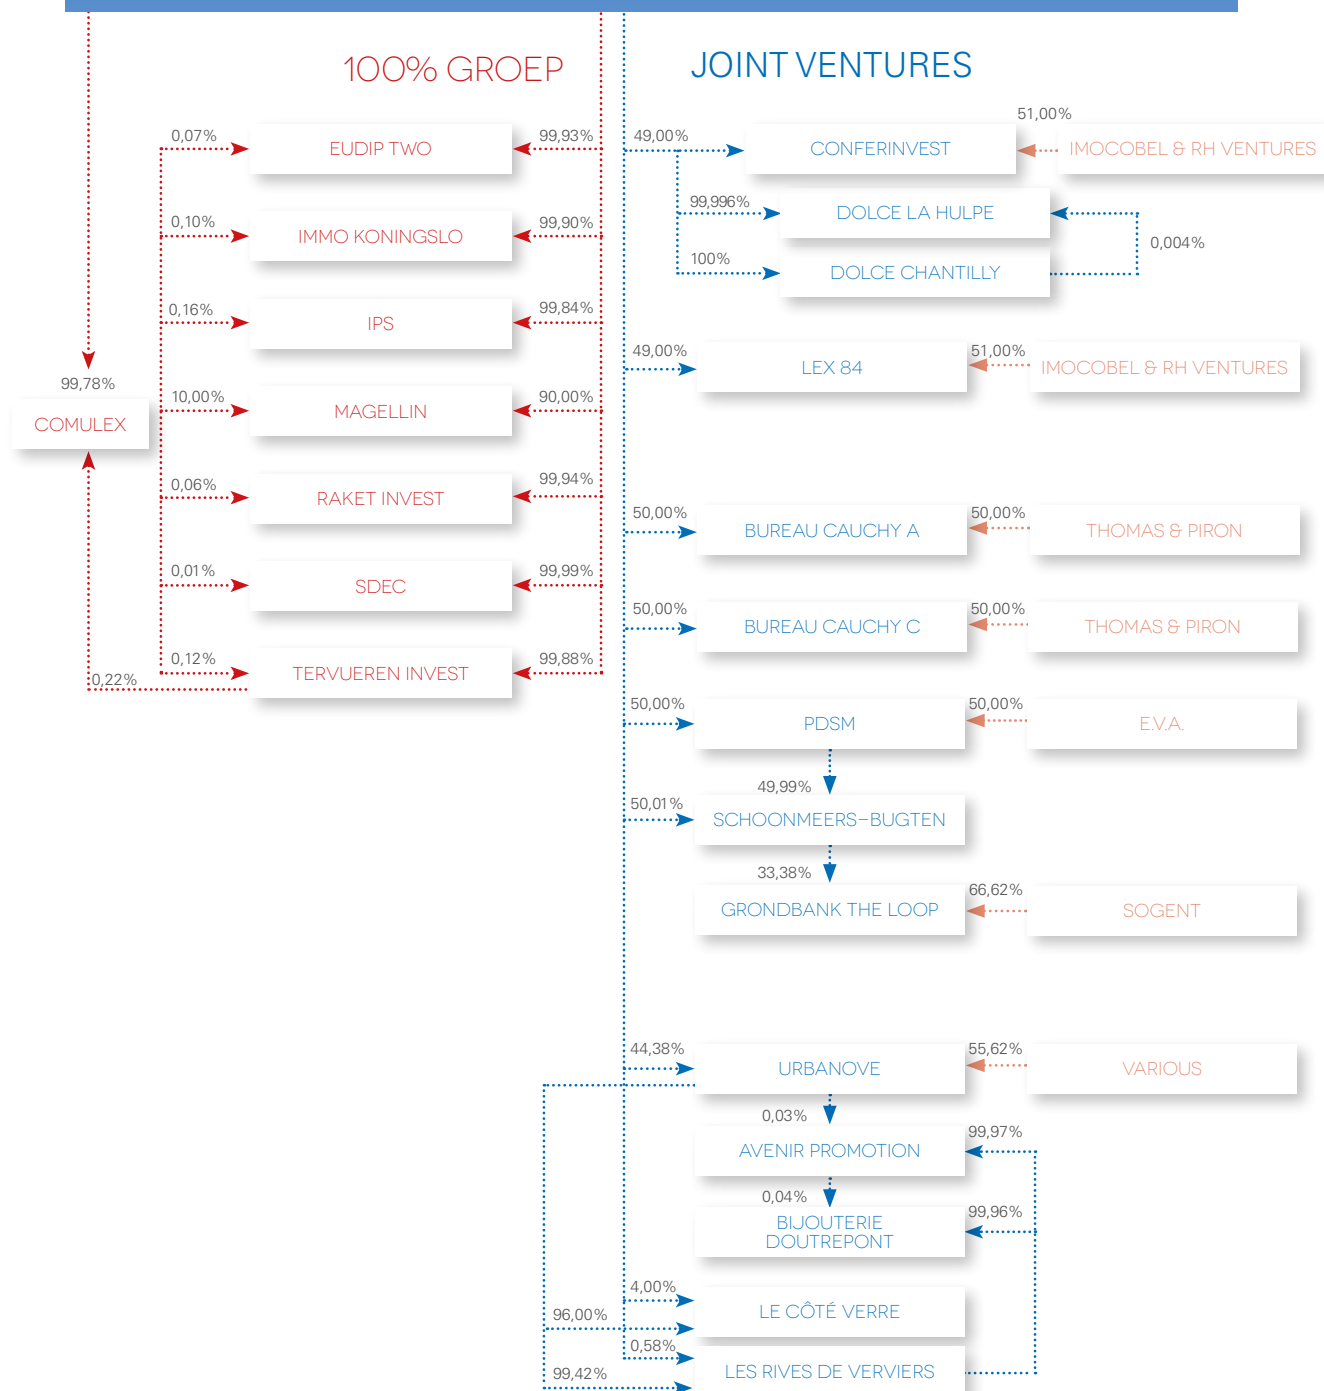 100% GROEP
JOINT VENTURES
0,07%
EUDIP TWO
99,93%
0,10%
IMMO KONINGSLO
99,90%
0,16%
IPS
99,84%
99,78%
COMULEX
10,00%
MAGELLIN
90,00%
0,06%
RAKET INVEST
99,94%
0,01%
SDEC
99,99%
0,12%
TERVUEREN INVEST
99,88%
0,22%
49,00%
CONFERINVEST
51,00%
IMOCOBEL & RH VENTURES
99,996%
DOLCE LA HULPE
0,004%
100%
DOLCE CHANTILLY
49,00%
LEX 84
51,00%
IMOCOBEL & RH VENTURES
50,00%
BUREAU CAUCHY A
50,00%
THOMAS & PIRON
50,00%
BUREAU CAUCHY C
50,00%
THOMAS & PIRON
50,00%
PDSM
50,00%
E.V.A.
49,99%
50,01%
SCHOONMEERS-BUGTEN
33,38%
GRONDBANK THE LOOP
66,62%
SOGENT
44,38%
URBANOVE
55,62%
VARIOUS
0,03%
AVENIR PROMOTION
99,97%
0,04%
BIJOUTERIE
DOUTREPONT
99,96%
4,00%
LE CÔTÉ VERRE
96,00%
0,58%
LES RIVES DE VERVIERS
99,42%